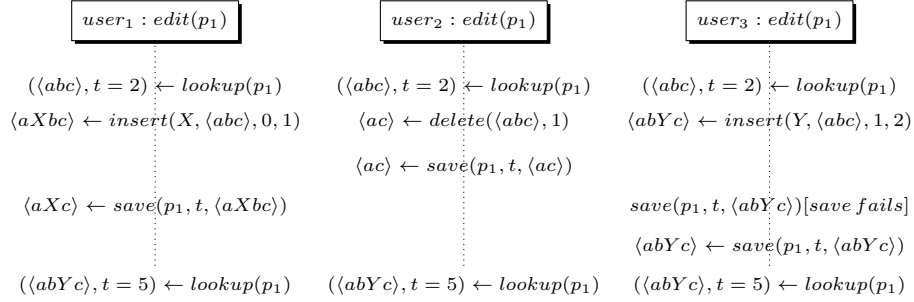 user₁ : edit(p₁) user₂ : edit(p₁) user₃ : edit(p₁)
(⟨abc⟩, t = 2) ← lookup(p₁) (⟨abc⟩, t = 2) ← lookup(p₁) (⟨abc⟩, t = 2) ← lookup(p₁)
⟨aXbc⟩ ← insert(X, ⟨abc⟩, 0, 1) ⟨ac⟩ ← delete(⟨abc⟩, 1) ⟨abYc⟩ ← insert(Y, ⟨abc⟩, 1, 2)
⟨ac⟩ ← save(p₁, t, ⟨ac⟩)
⟨aXc⟩ ← save(p₁, t, ⟨aXbc⟩) save(p₁, t, ⟨abYc⟩)[save fails]
⟨abYc⟩ ← save(p₁, t, ⟨abYc⟩)
(⟨abYc⟩, t = 5) ← lookup(p₁) (⟨abYc⟩, t = 5) ← lookup(p₁) (⟨abYc⟩, t = 5) ← lookup(p₁)